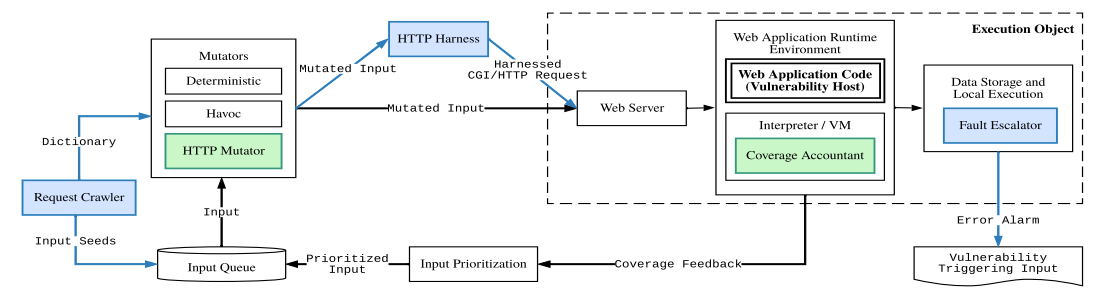 HTTP Harness
Execution Object
Web Application Runtime
Environment
Mutators
Mutated Input
Harnessed
CGI/HTTP Request
Deterministic
Web Application Code
(Vulnerability Host)
Data Storage and
Local Execution
Havoc
Mutated Input
Web Server
Interpreter / VM
Fault Escalator
Dictionary
HTTP Mutator
Coverage Accountant
Request Crawler
Input
Error Alarm
Input Seeds
Input Queue
Prioritized
Input
Input Prioritization
Coverage Feedback
Vulnerability
Triggering Input